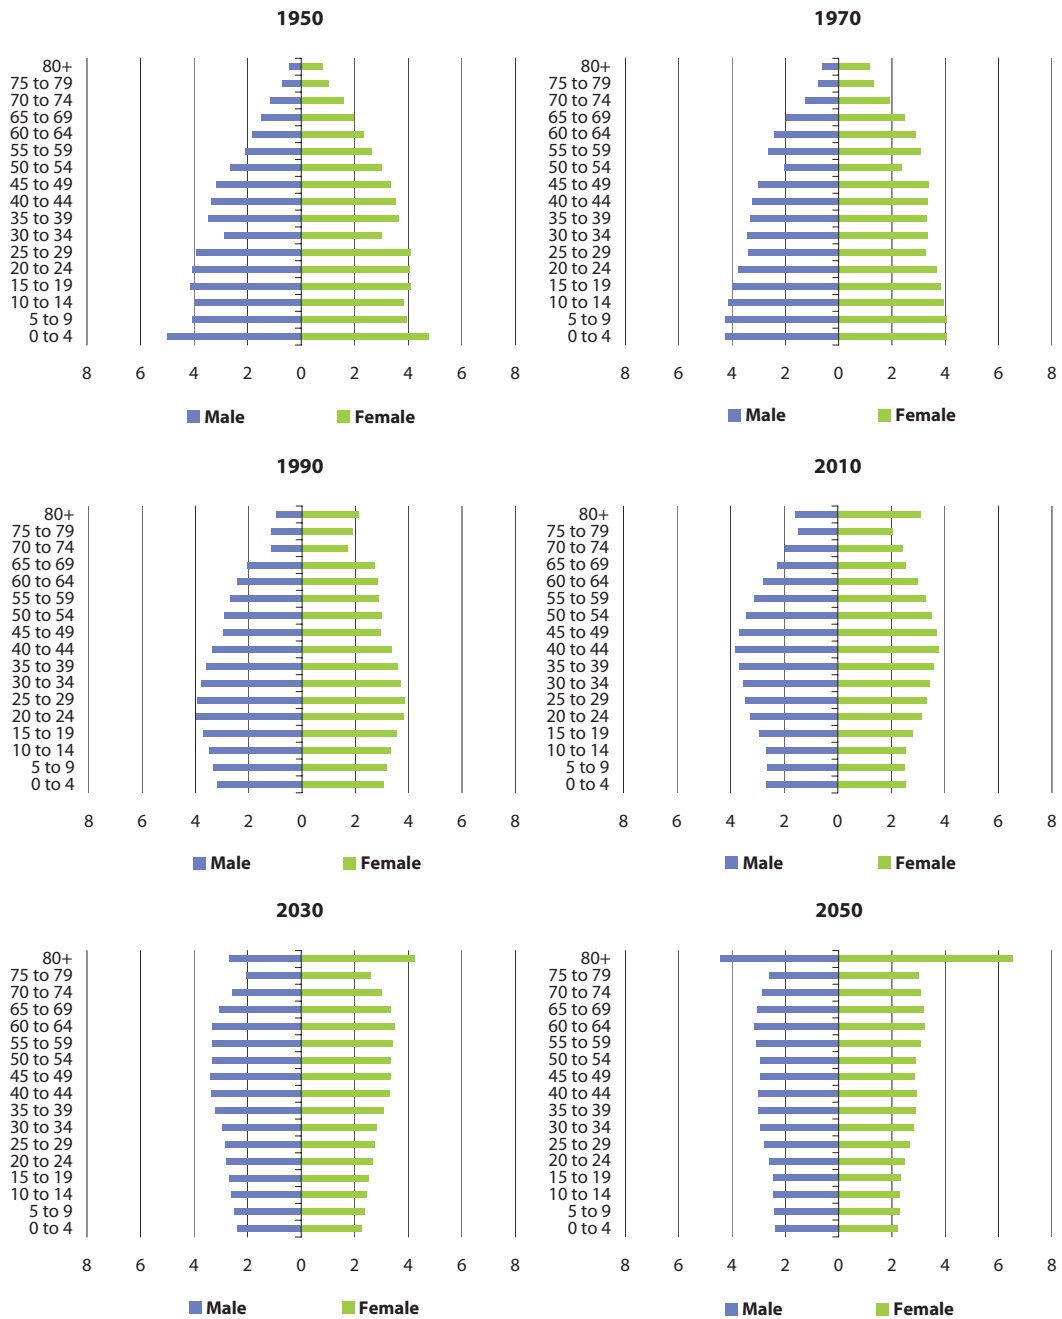 1950
80+
75 to 79
70 to 74
65 to 69
60 to 64
55 to 59
50 to 54
45 to 49
40 to 44
35 to 39
30 to 34
25 to 29
20 to 24
15 to 19
10 to 14
5 to 9
0 to 4
8 6 4 2 0 2 4 6 8
Male Female
1970
80+
75 to 79
70 to 74
65 to 69
60 to 64
55 to 59
50 to 54
45 to 49
40 to 44
35 to 39
30 to 34
25 to 29
20 to 24
15 to 19
10 to 14
5 to 9
0 to 4
8 6 4 2 0 2 4 6 8
Male Female
1990
80+
75 to 79
70 to 74
65 to 69
60 to 64
55 to 59
50 to 54
45 to 49
40 to 44
35 to 39
30 to 34
25 to 29
20 to 24
15 to 19
10 to 14
5 to 9
0 to 4
8 6 4 2 0 2 4 6 8
Male Female
2010
80+
75 to 79
70 to 74
65 to 69
60 to 64
55 to 59
50 to 54
45 to 49
40 to 44
35 to 39
30 to 34
25 to 29
20 to 24
15 to 19
10 to 14
5 to 9
0 to 4
8 6 4 2 0 2 4 6 8
Male Female
2030
80+
75 to 79
70 to 74
65 to 69
60 to 64
55 to 59
50 to 54
45 to 49
40 to 44
35 to 39
30 to 34
25 to 29
20 to 24
15 to 19
10 to 14
5 to 9
0 to 4
8 6 4 2 0 2 4 6 8
Male Female
2050
80+
75 to 79
70 to 74
65 to 69
60 to 64
55 to 59
50 to 54
45 to 49
40 to 44
35 to 39
30 to 34
25 to 29
20 to 24
15 to 19
10 to 14
5 to 9
0 to 4
8 6 4 2 0 2 4 6 8
Male Female